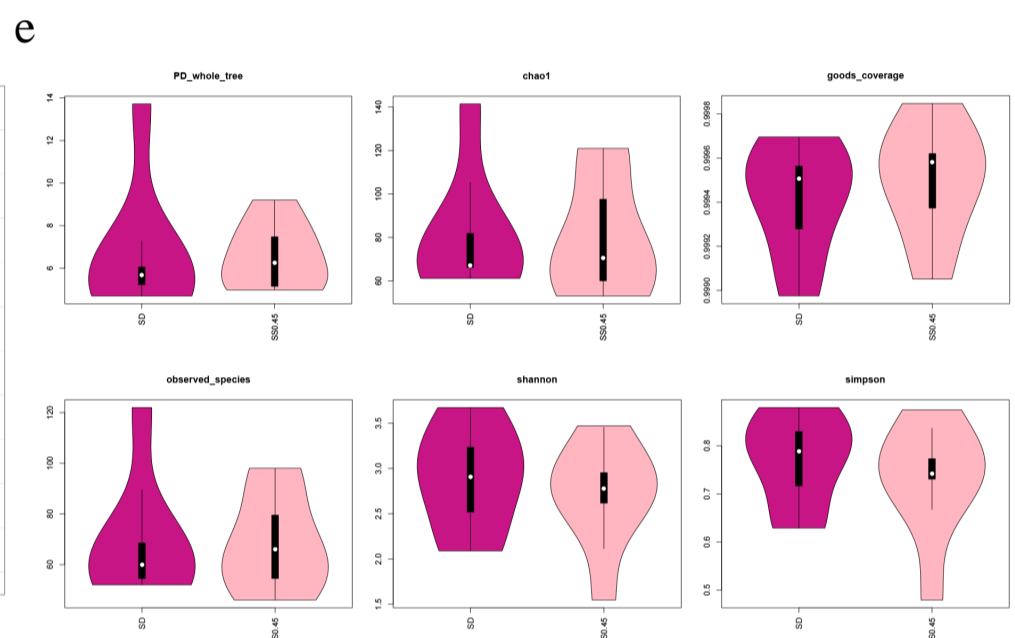 e
PD_whole_tree
14
12
10
8
6
SD
SS0.45
chao1
140
120
100
80
60
SD
SS0.45
goods_coverage
0.9998
0.9996
0.9994
0.9992
0.9990
SD
SS0.45
observed_species
120
100
80
60
SD
S0.45
shannon
3.5
3.0
2.5
2.0
1.5
SD
S0.45
simpson
0.8
0.7
0.6
0.5
SD
S0.45